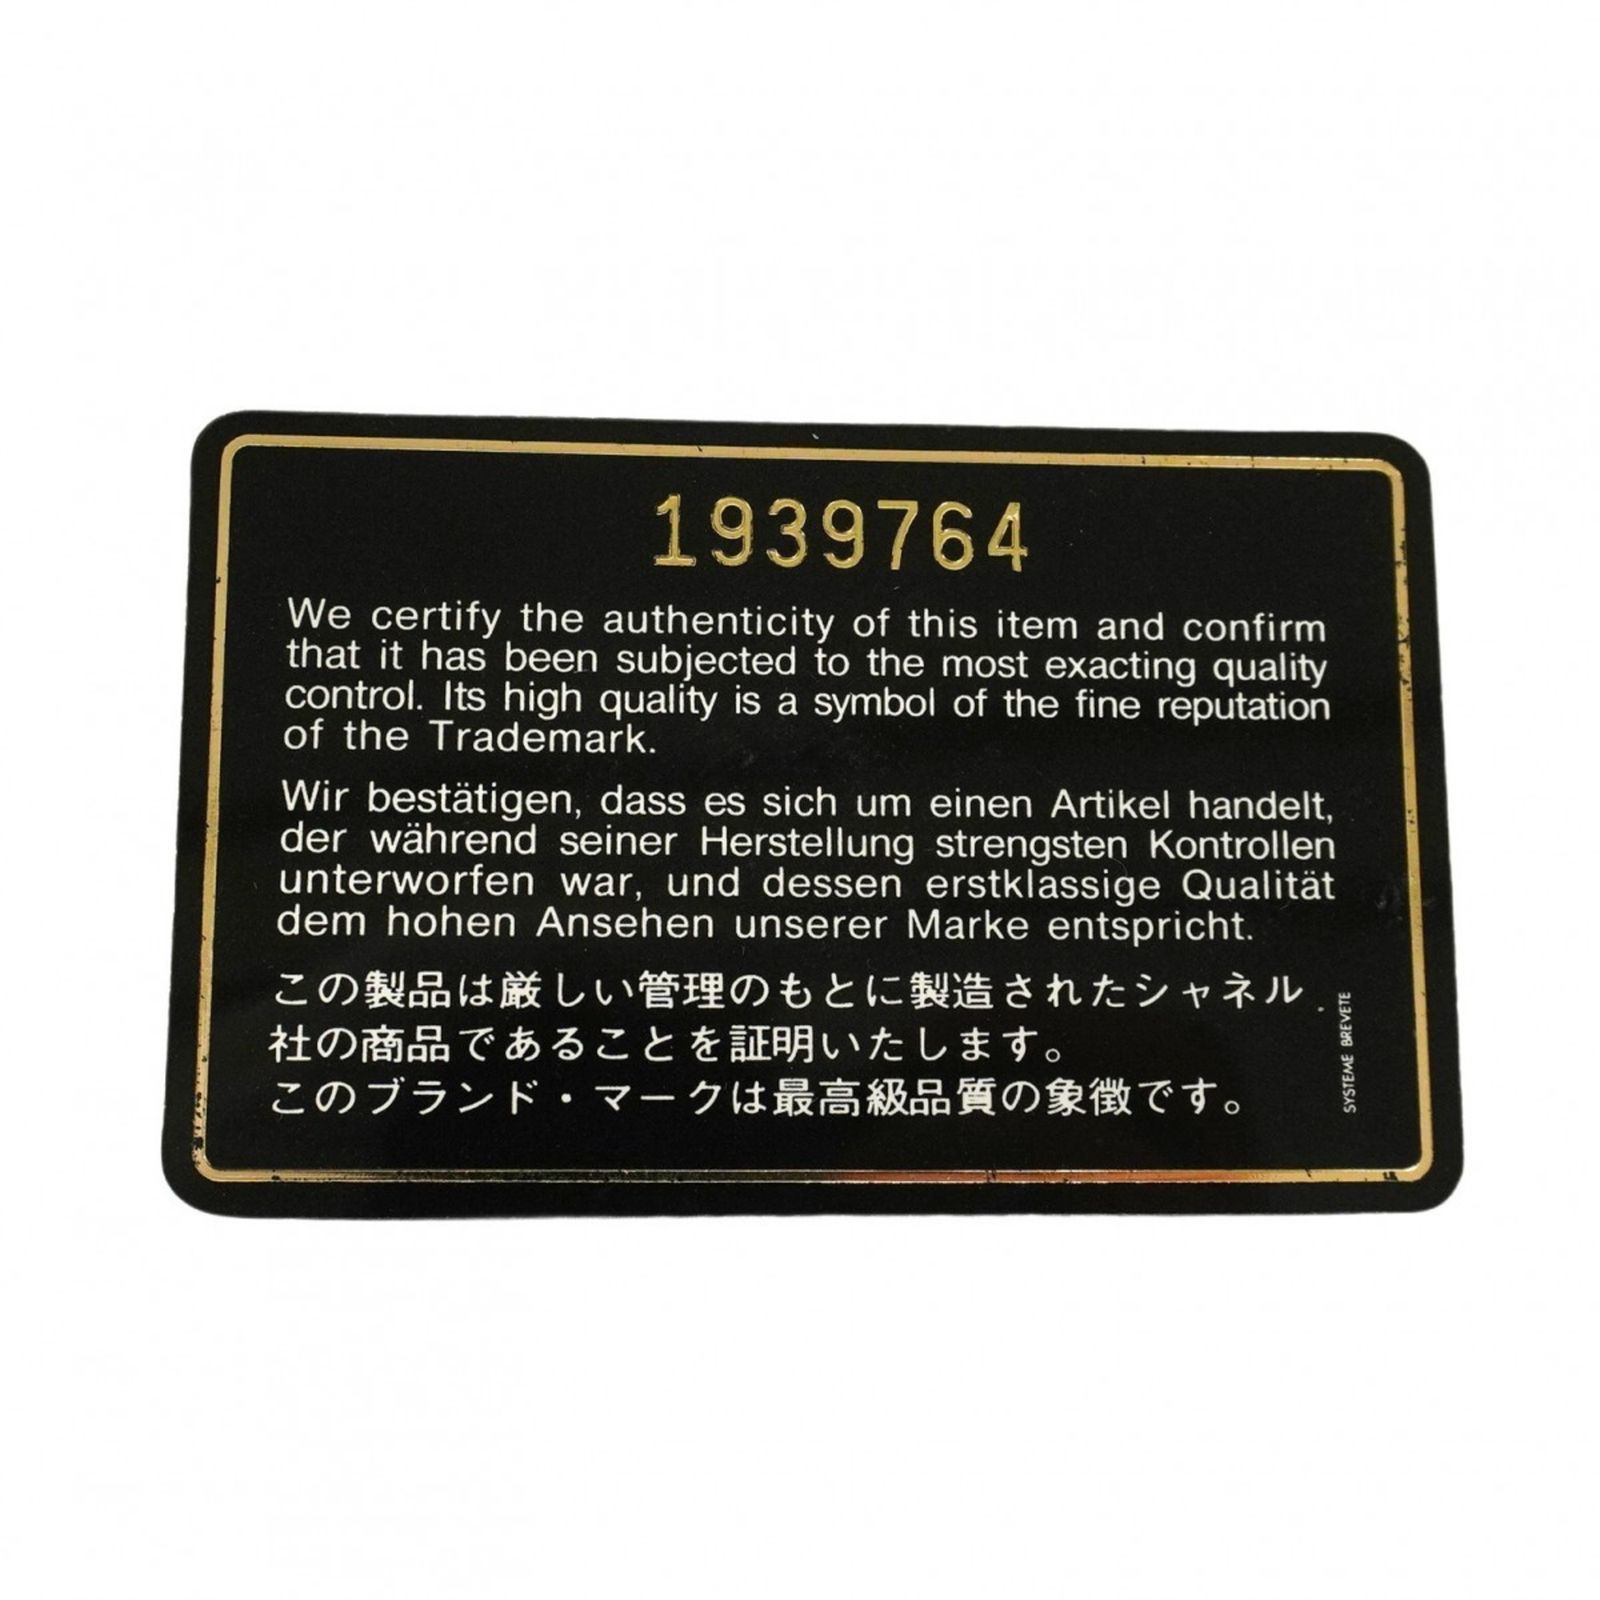 1939764
We certify the authenticity of this item and confirm
that it has been subjected to the most exacting quality
control. Its high quality is a symbol of the fine reputation
of the Trademark.
Wir bestätigen, dass es sich um einen Artikel handelt,
der während seiner Herstellung strengsten Kontrollen
unterworfen war, und dessen erstklassige Qualität
dem hohen Ansehen unserer Marke entspricht.
この製品は厳しい管理のもとに製造されたシャネル
社の商品であることを証明いたします。
このブランド・マークは最高級品質の象徴です。
SYSTEME BREVETE